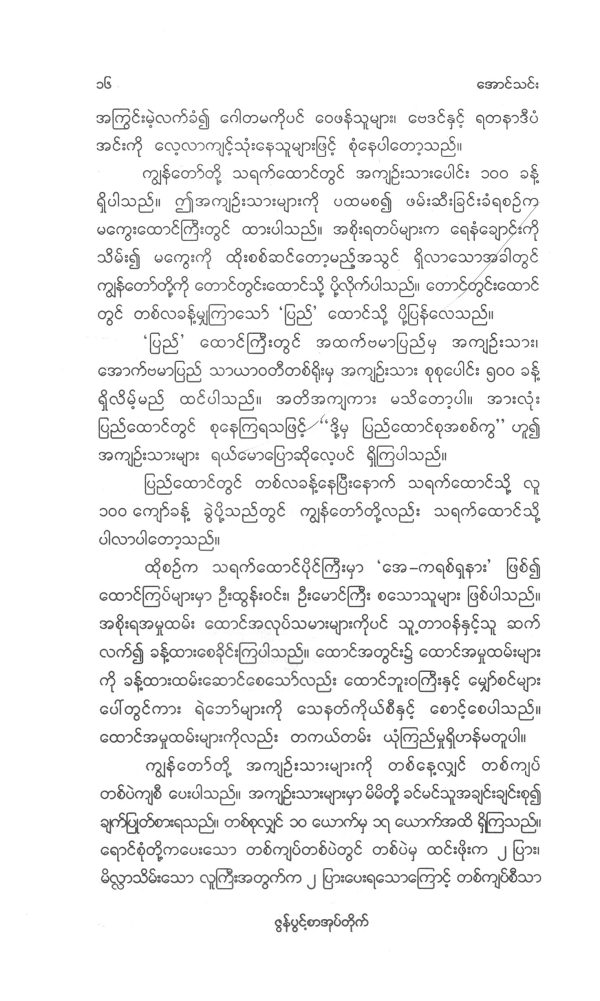 ၁၆
အောင်သင်း
အကြွင်းမဲ့လက်ခံ၍ ဂေါတမကိုပင် ဝေဖန်သူများ၊ ဗေဒင်နှင့် ရတနာဒီပံ
အင်းကို လေ့လာကျင့်သုံးနေသူများဖြင့် စုံနေပါတော့သည်။
ကျွန်တော်တို့ သရက်ထောင်တွင် အကျဉ်းသားပေါင်း ၁၀၀ ခန့်
ရှိပါသည်။ ဤအကျဉ်းသားများကို ပထမစ၍ ဖမ်းဆီးခြင်းခံရစဉ်က
မကွေးထောင်ကြီးတွင် ထားပါသည်။ အစိုးရတပ်များက ရေနံချောင်းကို
သိမ်း၍ မကွေးကို ထိုးစစ်ဆင်တော့မည့်အသွင် ရှိလာသောအခါတွင်
ကျွန်တော်တို့ကို တောင်တွင်းထောင်သို့ ပို့လိုက်ပါသည်။ တောင်တွင်းထောင်
တွင် တစ်လခန့်မျှကြာသော် ‘ပြည်’ ထောင်သို့ ပို့ပြန်လေသည်။
‘ပြည်’ ထောင်ကြီးတွင် အထက်ဗမာပြည်မှ အကျဉ်းသား၊
အောက်ဗမာပြည် သာယာဝတီတစ်ရိုးမှ အကျဉ်းသား စုစုပေါင်း ၅၀၀ ခန့်
ရှိလိမ့်မည် ထင်ပါသည်။ အတိအကျကား မသိတော့ပါ။ အားလုံး
ပြည်ထောင်တွင် စုနေကြရသဖြင့် “ဒို့မှ ပြည်ထောင်စုအစစ်ကွ” ဟူ၍
အကျဉ်းသားများ ရယ်မောပြောဆိုလေ့ပင် ရှိကြပါသည်။
ပြည်ထောင်တွင် တစ်လခန့်နေပြီးနောက် သရက်ထောင်သို့ လူ
၁၀၀ ကျော်ခန့် ခွဲပို့သည်တွင် ကျွန်တော်တို့လည်း သရက်ထောင်သို့
ပါလာပါတော့သည်။
ထိုစဉ်က သရက်ထောင်ပိုင်ကြီးမှာ ‘အေ–ကရစ်ရှနား’ ဖြစ်၍
ထောင်ကြပ်များမှာ ဦးထွန်းဝင်း၊ ဦးမောင်ကြီး စသောသူများ ဖြစ်ပါသည်။
အစိုးရအမှုထမ်း ထောင်အလုပ်သမားများကိုပင် သူ့တာဝန်နှင့်သူ ဆက်
လက်၍ ခန့်ထားစေခိုင်းကြပါသည်။ ထောင်အတွင်း၌ ထောင်အမှုထမ်းများ
ကို ခန့်ထားထမ်းဆောင်စေသော်လည်း ထောင်ဘူးဝကြီးနှင့် မျှော်စင်များ
ပေါ်တွင်ကား ရဲဘော်များကို သေနတ်ကိုယ်စီနှင့် စောင့်စေပါသည်။
ထောင်အမှုထမ်းများကိုလည်း တကယ်တမ်း ယုံကြည်မှုရှိဟန်မတူပါ။
ကျွန်တော်တို့ အကျဉ်းသားများကို တစ်နေ့လျှင် တစ်ကျပ်
တစ်ပဲကျစီ ပေးပါသည်။ အကျဉ်းသားများမှာ မိမိတို့ ခင်မင်သူအချင်းချင်းစု၍
ချက်ပြုတ်စားရသည်။ တစ်စုလျှင် ၁၀ ယောက်မှ ၁၅ ယောက်အထိ ရှိကြသည်။
ရောင်စုံတို့ကပေးသော တစ်ကျပ်တစ်ပဲတွင် တစ်ပဲမှ ထင်းဖိုးက ၂ ပြား၊
မိလ္လာသိမ်းသော လူကြီးအတွက်က ၂ ပြားပေးရသောကြောင့် တစ်ကျပ်စီသာ
ဇွန်ပွင့်စာအုပ်တိုက်